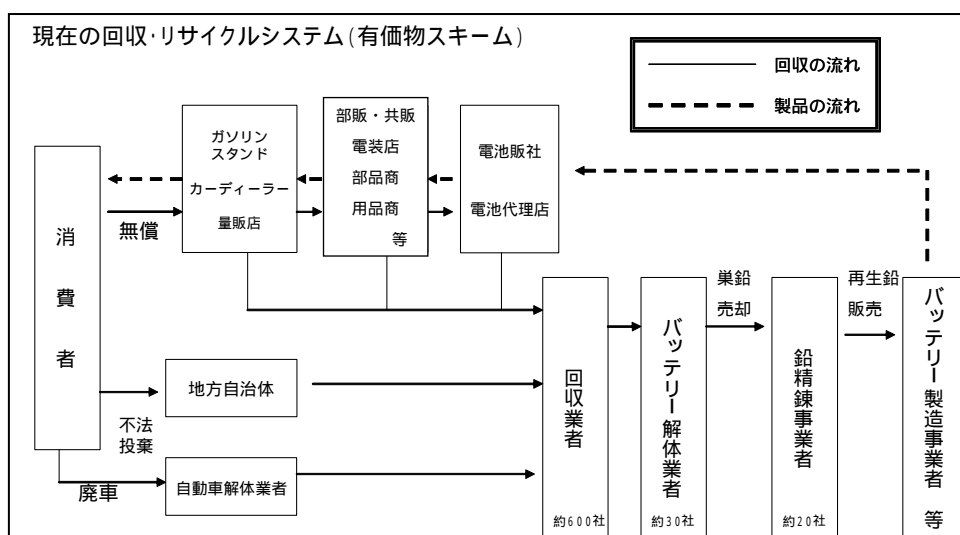 現在の回収･リサイクルシステム(有価物スキーム)
回収の流れ
製品の流れ
消費者
無償
ガソリン
スタンド
カーディーラー
量販店
部販・共販
電装店
部品商
用品商
等
電池販社
電池代理店
不法
投棄
地方自治体
廃車
自動車解体業者
回収業者
約600社
バッテリー解体業者
約30社
巣鉛
売却
鉛精錬事業者
約20社
再生鉛
販売
バッテリー製造事業者 等